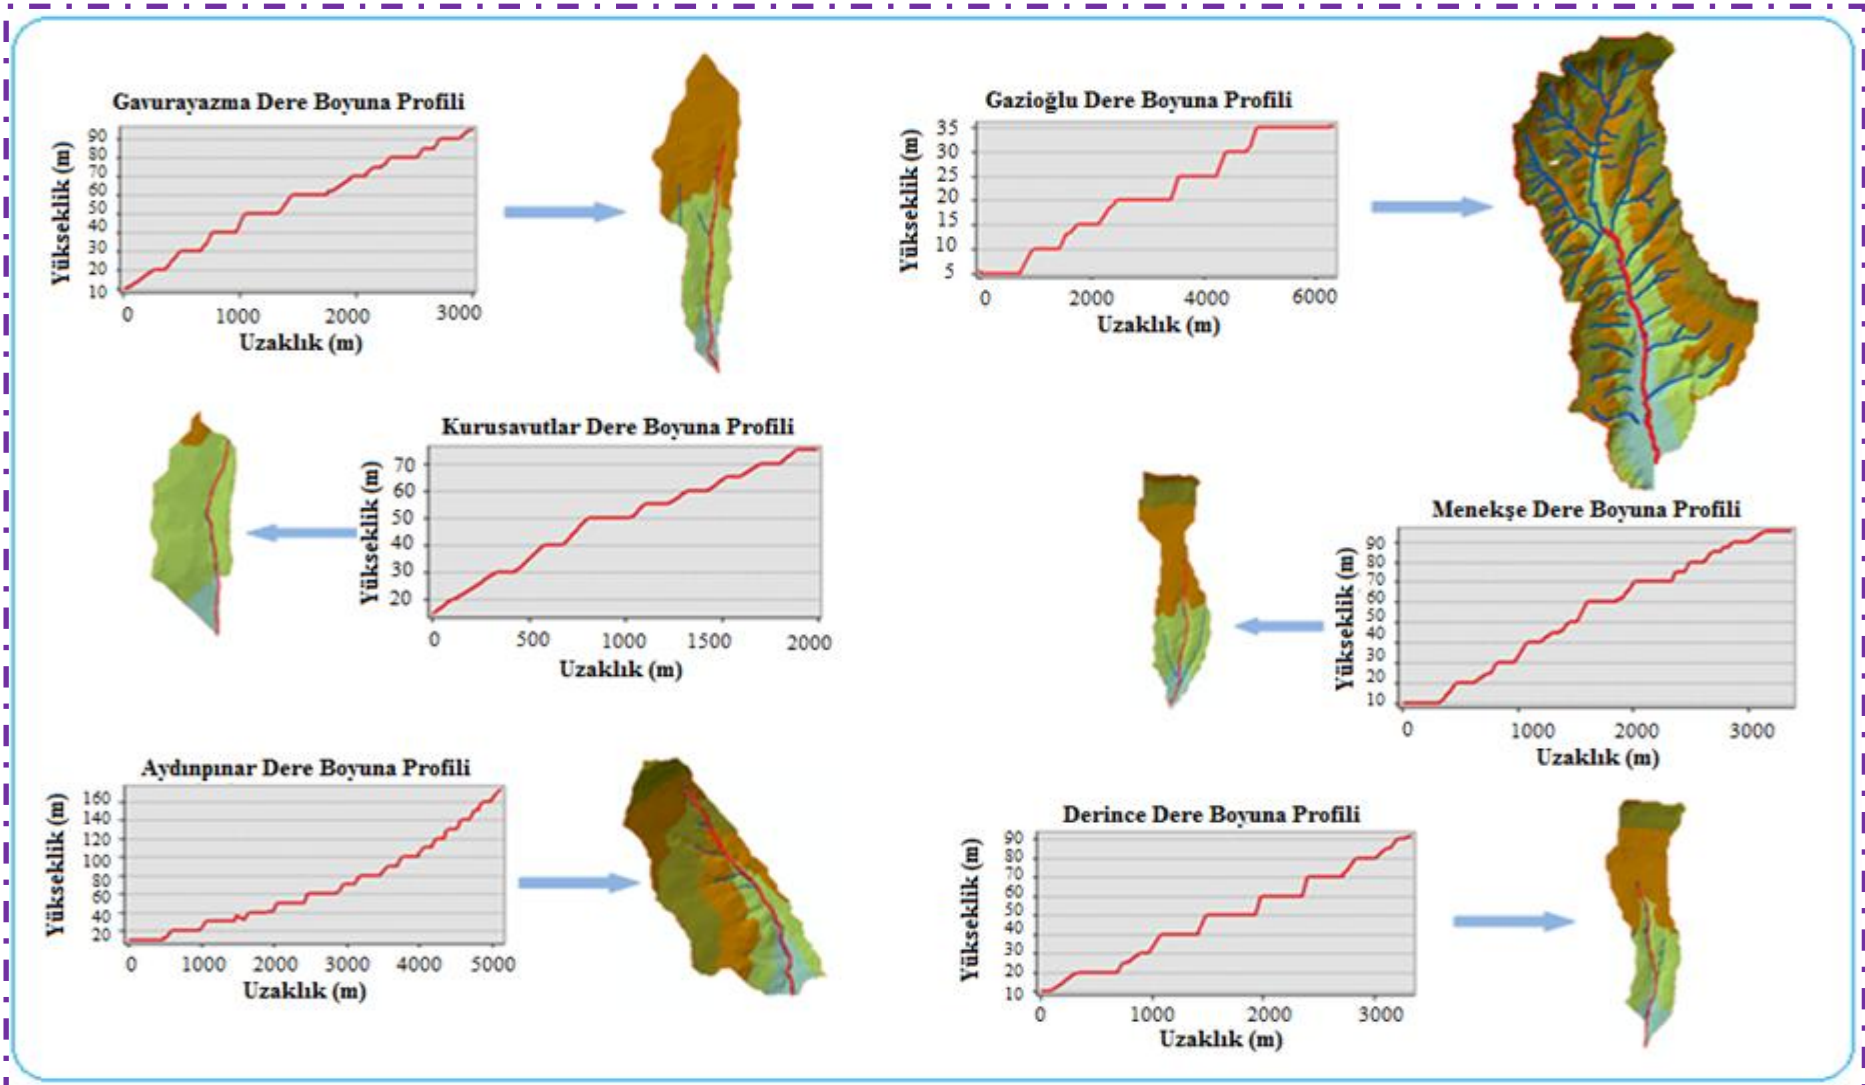 Gavurayazma Dere Boyuna Profili
Yükseklik (m)
90
80
70
60
50
40
30
20
10
0 1000 2000 3000
Uzaklık (m)
Gazioğlu Dere Boyuna Profili
Yükseklik (m)
35
30
25
20
15
10
5
0 2000 4000 6000
Uzaklık (m)
Kurusavutlar Dere Boyuna Profili
Yükseklik (m)
70
60
50
40
30
20
0 500 1000 1500 2000
Uzaklık (m)
Menekşe Dere Boyuna Profili
Yükseklik (m)
90
80
70
60
50
40
30
20
10
0 1000 2000 3000
Uzaklık (m)
Aydınpınar Dere Boyuna Profili
Yükseklik (m)
160
140
120
100
80
60
40
20
0 1000 2000 3000 4000 5000
Uzaklık (m)
Derince Dere Boyuna Profili
Yükseklik (m)
90
80
70
60
50
40
30
20
10
0 1000 2000 3000
Uzaklık (m)